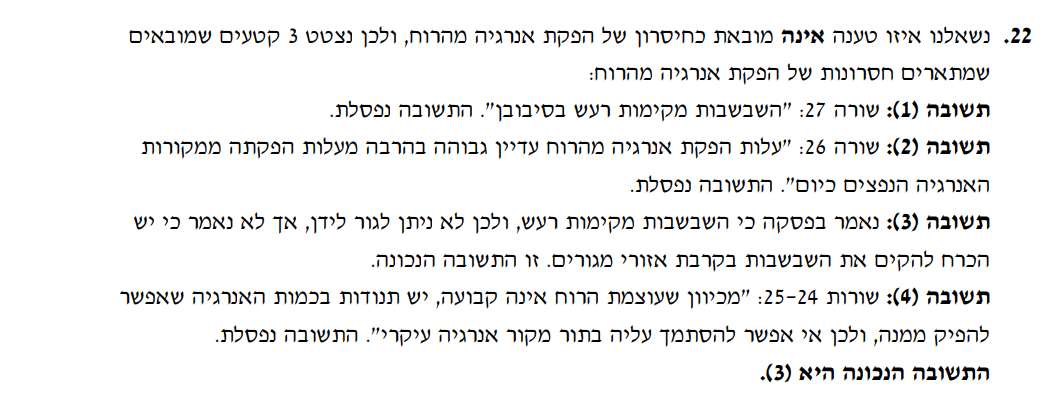 22. נשאלנו איזו טענה אינה מובאת כחיסרון של הפקת אנרגיה מהרוח, ולכן נצטט 3 קטעים שמובאים
שמתארים חסרונות של הפקת אנרגיה מהרוח:
תשובה (1): שורה 27: "השבשבות מקימות רעש בסיבובן". התשובה נפסלת.
תשובה (2): שורה 26: "עלות הפקת אנרגיה מהרוח עדיין גבוהה בהרבה מעלות הפקתה ממקורות
האנרגיה הנפצים כיום". התשובה נפסלת.
תשובה (3): נאמר בפסקה כי השבשבות מקימות רעש, ולכן לא ניתן לגור לידן, אך לא נאמר כי יש
הכרח להקים את השבשבות בקרבת אזורי מגורים. זו התשובה הנכונה.
תשובה (4): שורות 24-25: "מכיוון שעוצמת הרוח אינה קבועה, יש תנודות בכמות האנרגיה שאפשר
להפיק ממנה, ולכן אי אפשר להסתמך עליה בתור מקור אנרגיה עיקרי". התשובה נפסלת.
התשובה הנכונה היא (3).